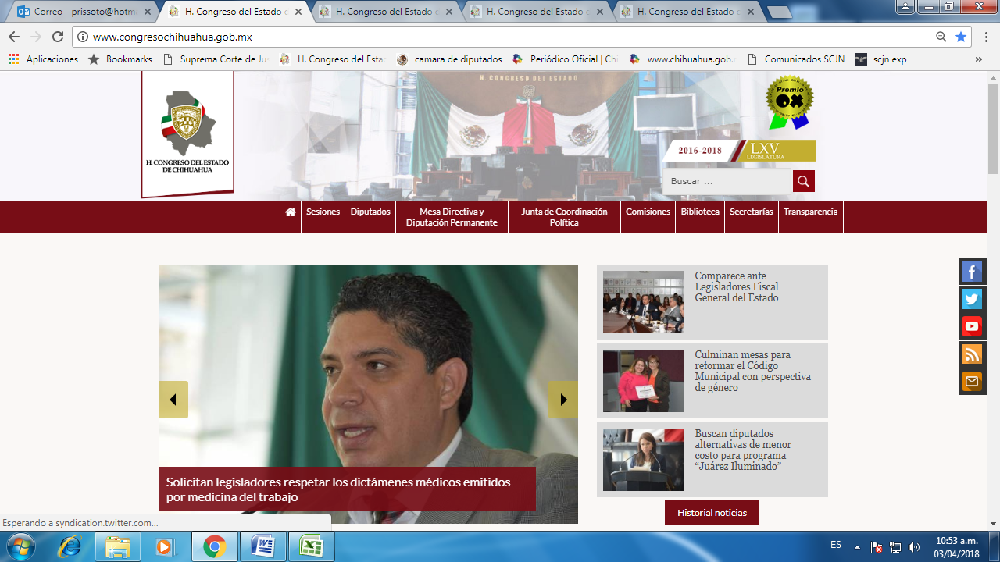 Correo - prissoto@hotma
H. Congreso del Estado d
H. Congreso del Estado d
H. Congreso del Estado d
H. Congreso del Estado d
www.congresochihuahua.gob.mx
Aplicaciones
Bookmarks
Suprema Corte de Jus
H. Congreso del Estad
camara de diputados
Periódico Oficial | Chi
www.chihuahua.gob.m
Comunicados SCJN
scjn exp
»
H. CONGRESO DEL ESTADO
Premio
OX
H. CONGRESO DEL ESTADO
DE CHIHUAHUA
2016-2018
LXV
LEGISLATURA
Buscar ...
Sesiones
Diputados
Mesa Directiva y
Diputación Permanente
Junta de Coordinación
Política
Comisiones
Biblioteca
Secretarías
Transparencia
Solicitan legisladores respetar los dictámenes médicos emitidos
por medicina del trabajo
Comparece ante
Legisladores Fiscal
General del Estado
Culminan mesas para
reformar el Código
Municipal con perspectiva
de género
Buscan diputados
alternativas de menor
costo para programa
“Juárez Iluminado”
Historial noticias
Esperando a syndication.twitter.com...
ES
10:53 a.m.
03/04/2018